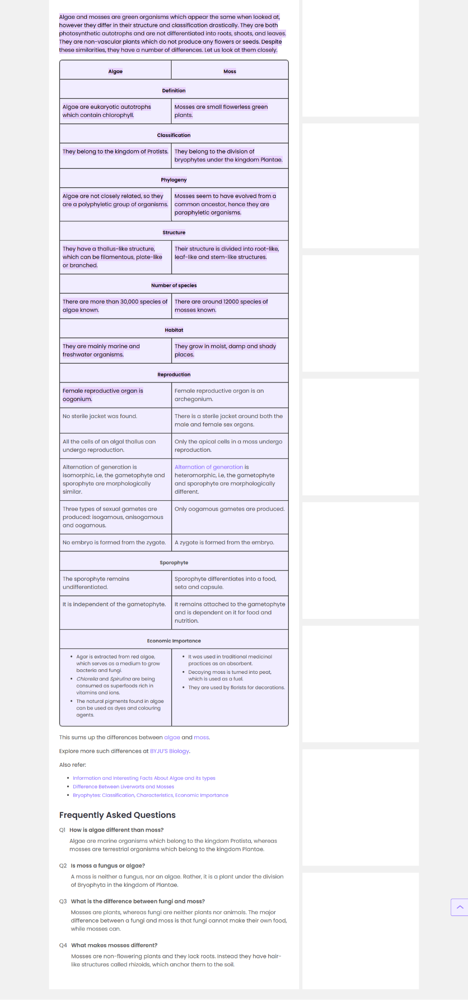 Algae and mosses are green organisms which appear the same when looked at,
however they differ in their structure and classification drastically. They are both
photosynthetic autotrophs and are not differentiated into roots, shoots, and leaves.
They are non-vascular plants which do not produce any flowers or seeds. Despite
these similarities, they have a number of differences. Let us look at them closely.
Algae
Moss
Definition
Algae are eukaryotic autotrophs
which contain chlorophyll.
Mosses are small flowerless green
plants.
Classification
They belong to the kingdom of Protists.
They belong to the division of
bryophytes under the kingdom Plantae.
Phylogeny
Algae are not closely related, so they
are a polyphyletic group of organisms.
Mosses seem to have evolved from a
common ancestor, hence they are
paraphyletic organisms.
Structure
They have a thallus-like structure,
which can be filamentous, plate-like
or branched.
Their structure is divided into root-like,
leaf-like and stem-like structures.
Number of species
There are more than 30,000 species of
algae known.
There are around 12000 species of
mosses known.
Habitat
They are mainly marine and
freshwater organisms.
They grow in moist, damp and shady
places.
Reproduction
Female reproductive organ is
oogonium.
Female reproductive organ is an
archegonium.
No sterile jacket was found.
There is a sterile jacket around both the
male and female sex organs.
All the cells of an algal thallus can
undergo reproduction.
Only the apical cells in a moss undergo
reproduction.
Alternation of generation is
isomorphic, i.e, the gametophyte and
sporophyte are morphologically
similar.
Alternation of generation is
heteromorphic, i.e, the gametophyte
and sporophyte are morphologically
different.
Three types of sexual gametes are
produced: isogamous, anisogamous
and oogamous.
Only oogamous gametes are produced.
No embryo is formed from the zygote.
A zygote is formed from the embryo.
Sporophyte
The sporophyte remains
undifferentiated.
Sporophyte differentiates into a food,
seta and capsule.
It is independent of the gametophyte.
It remains attached to the gametophyte
and is dependent on it for food and
nutrition.
Economic Importance
• Agar is extracted from red algae,
which serves as a medium to grow
bacteria and fungi.
• Chlorella and Spirulina are being
consumed as superfoods rich in
vitamins and ions.
• The natural pigments found in algae
can be used as dyes and colouring
agents.
• It was used in traditional medicinal
practices as an absorbent.
• Decaying moss is turned into peat,
which is used as a fuel.
• They are used by florists for decorations.
This sums up the differences between algae and moss.
Explore more such differences at BYJU'S Biology.
Also refer:
• Information and Interesting Facts About Algae and its types
• Difference Between Liverworts and Mosses
• Bryophytes: Classification, Characteristics, Economic Importance
Frequently Asked Questions
Q1 How is algae different than moss?
Algae are marine organisms which belong to the kingdom Protista, whereas
mosses are terrestrial organisms which belong to the kingdom Plantae.
Q2 Is moss a fungus or algae?
A moss is neither a fungus, nor an algae. Rather, it is a plant under the division
of Bryophyta in the kingdom of Plantae.
Q3 What is the difference between fungi and moss?
Mosses are plants, whereas fungi are neither plants nor animals. The major
difference between a fungi and moss is that fungi cannot make their own food,
while mosses can.
Q4 What makes mosses different?
Mosses are non-flowering plants and they lack roots. Instead they have hair-
like structures called rhizoids, which anchor them to the soil.